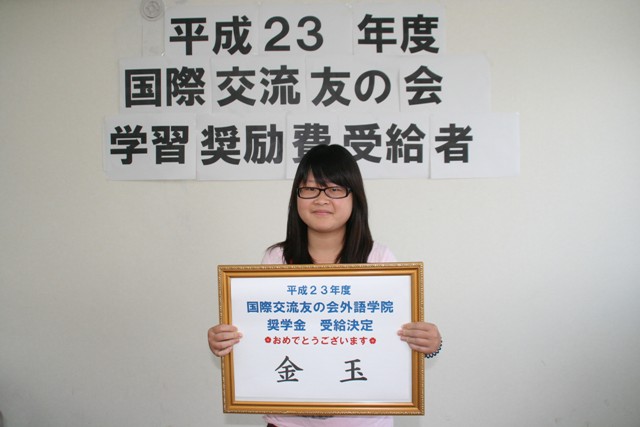 平成２３ 年度
国際交流友の会
学習奨励費受給者
平成２３年度
国際交流友の会外語学院
奨学金　受給決定
✿おめでとうございます✿
金　玉